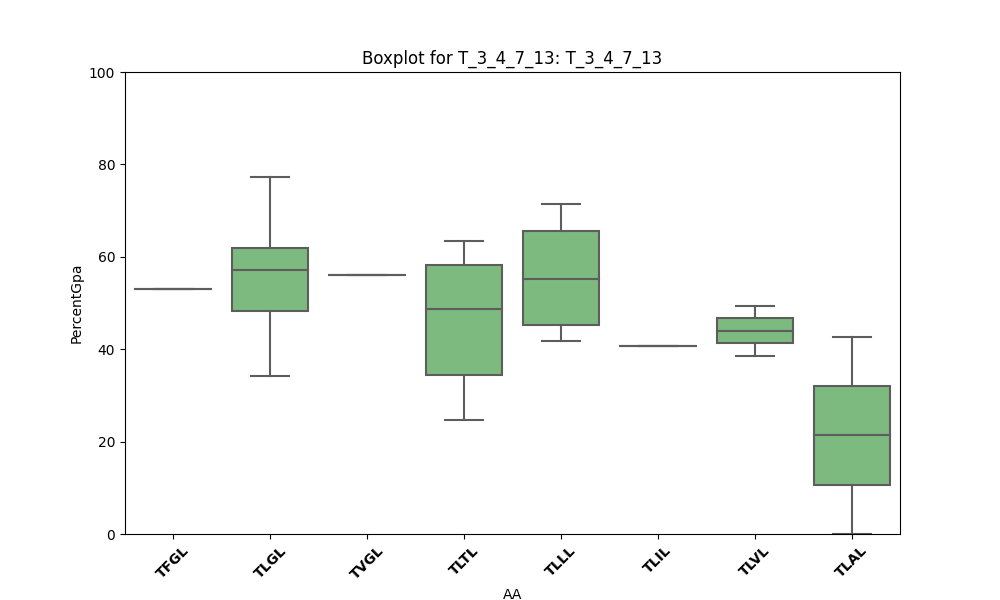 Boxplot for T_3_4_7_13: T_3_4_7_13
100
80
60
40
20
0
PercentGpa
TFGL
TLGL
TVGL
TLTL
TLLL
TLIL
TLVL
TLAL
AA